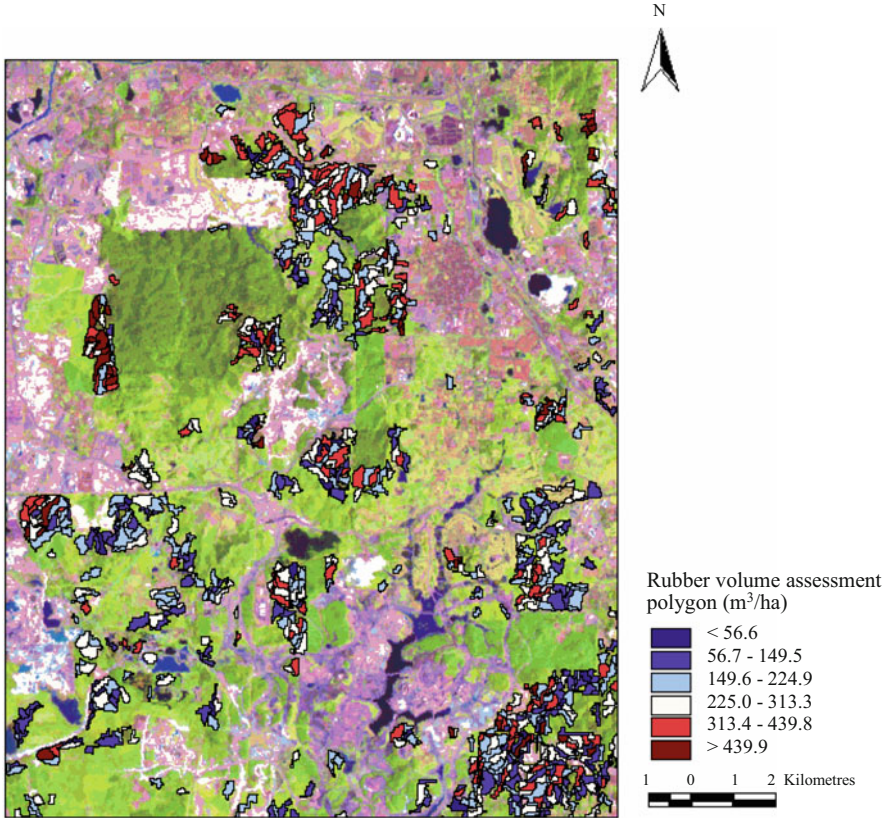 N
Rubber volume assessment
polygon (m³/ha)
< 56.6
56.7 - 149.5
149.6 - 224.9
225.0 - 313.3
313.4 - 439.8
> 439.9
1 0 1 2 Kilometres